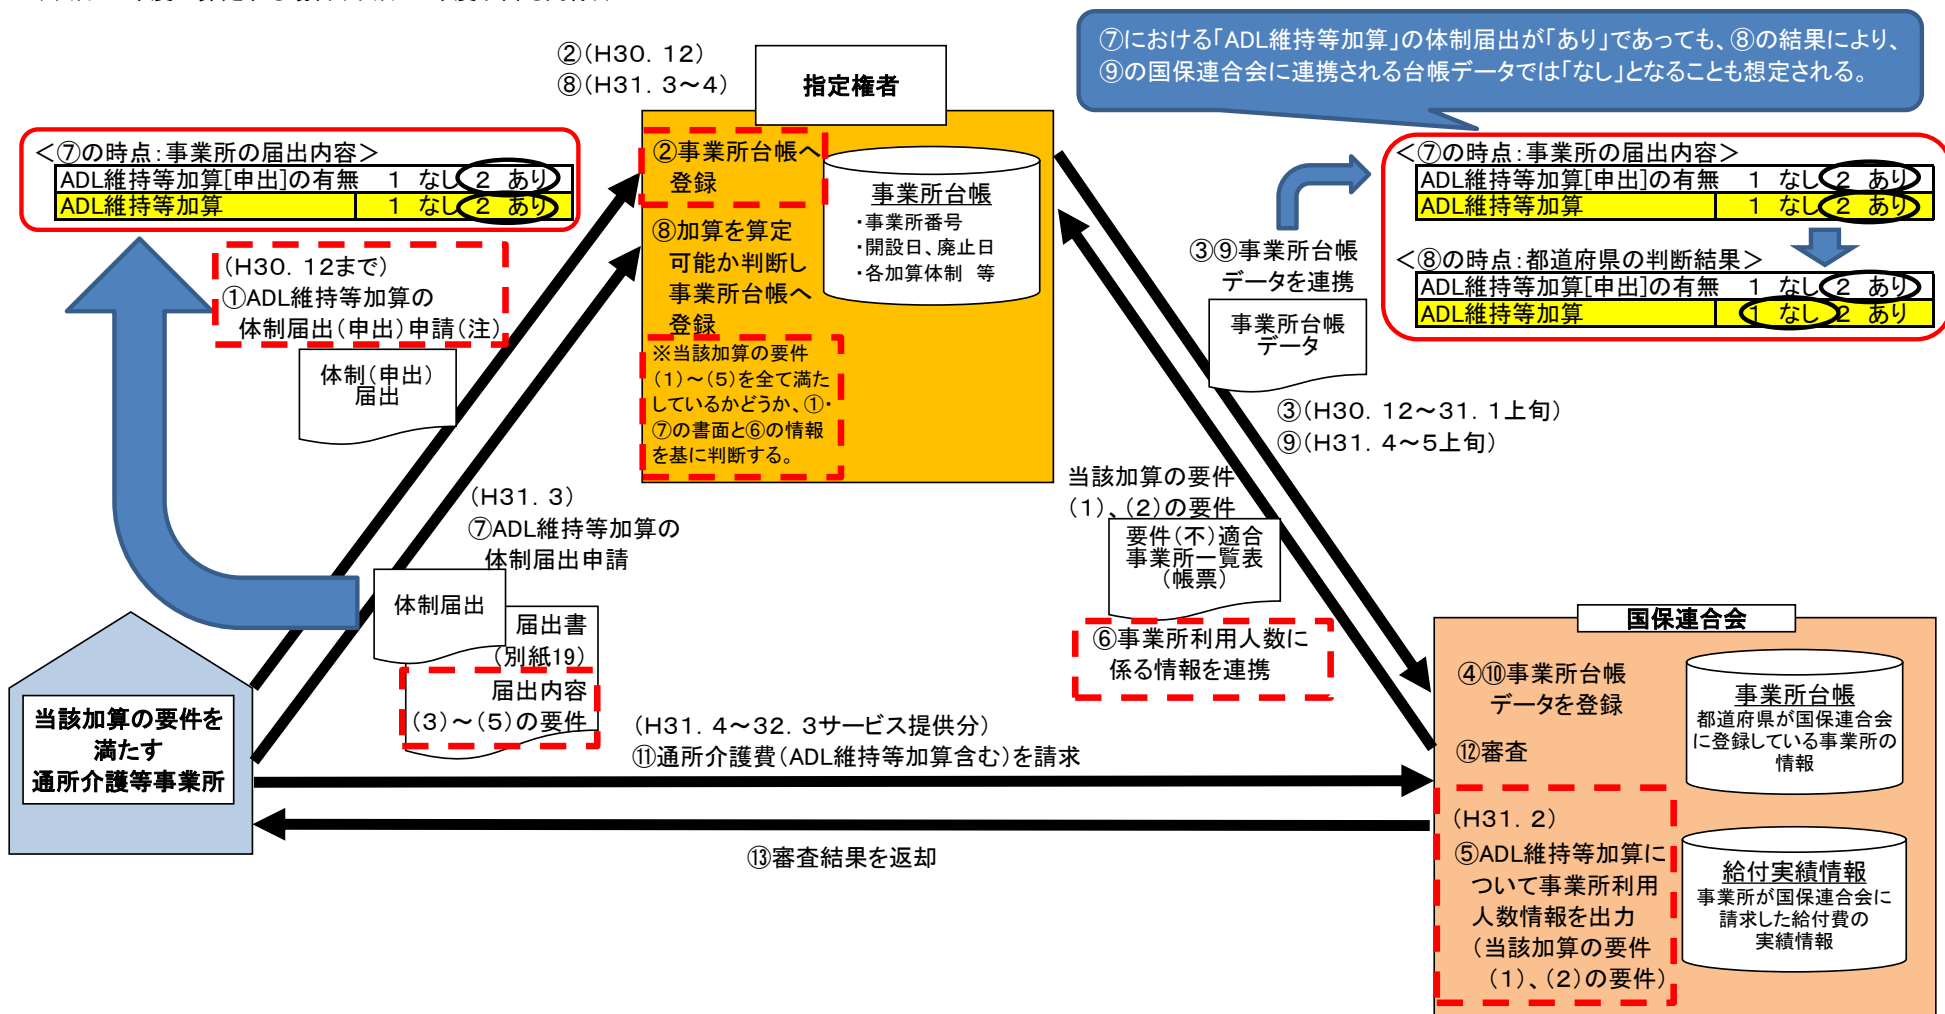 ②(H30．12)
⑧(H31．3～4)
指定権者
⑦における「ADL維持等加算」の体制届出が「あり」であっても、⑧の結果により、
⑨の国保連合会に連携される台帳データでは「なし」となることも想定される。
＜⑦の時点：事業所の届出内容＞
ADL維持等加算[申出]の有無　1　なし　2　あり
ADL維持等加算　1　なし　2　あり
(H30．12まで)
①ADL維持等加算の
体制届出(申出)申請(注)
体制(申出)
届出
②事業所台帳へ
登録
⑧加算を算定
可能か判断し
事業所台帳へ
登録
※当該加算の要件
(1)～(5)を全て満た
しているかどうか、①・
⑦の書面と⑥の情報
を基に判断する。
事業所台帳
・事業所番号
・開設日、廃止日
・各加算体制　等
③⑨事業所台帳
データを連携
事業所台帳
データ
③(H30．12～31．1上旬)
⑨(H31．4～5上旬)
＜⑦の時点：事業所の届出内容＞
ADL維持等加算[申出]の有無　1　なし　2　あり
ADL維持等加算　1　なし　2　あり
＜⑧の時点：都道府県の判断結果＞
ADL維持等加算[申出]の有無　1　なし　2　あり
ADL維持等加算　1　なし　2　あり
(H31．3)
⑦ADL維持等加算の
体制届出申請
体制届出
届出書
(別紙19)
届出内容
(3)～(5)の要件
当該加算の要件
(1)、(2)の要件
要件(不)適合
事業所一覧表
(帳票)
⑥事業所利用人数に
係る情報を連携
当該加算の要件を
満たす
通所介護等事業所
(H31．4～32．3サービス提供分)
⑪通所介護費(ADL維持等加算含む)を請求
⑬審査結果を返却
国保連合会
④⑩事業所台帳
データを登録
⑫審査
事業所台帳
都道府県が国保連合会
に登録している事業所の
情報
(H31．2)
⑤ADL維持等加算に
ついて事業所利用
人数情報を出力
(当該加算の要件
(1)、(2)の要件)
給付実績情報
事業所が国保連合会に
請求した給付費の
実績情報